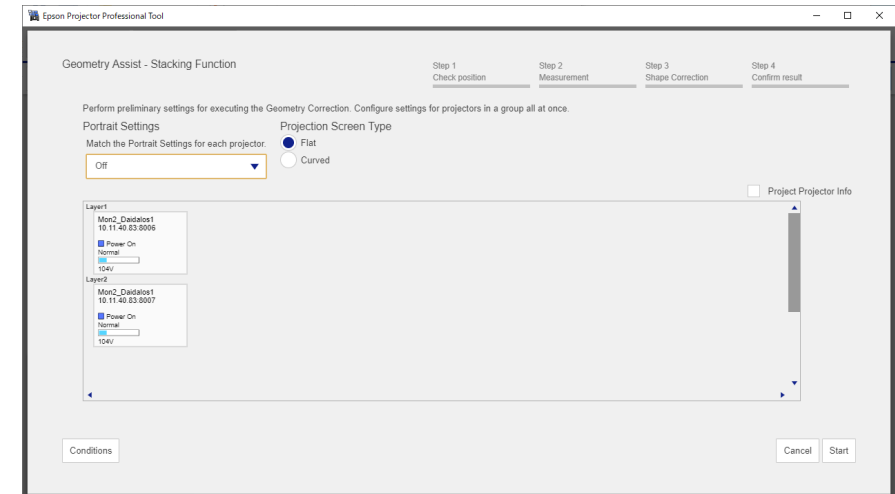 Epson Projector Professional Tool
Geometry Assist - Stacking Function
Step 1
Check position
Step 2
Measurement
Step 3
Shape Correction
Step 4
Confirm result
Perform preliminary settings for executing the Geometry Correction. Configure settings for projectors in a group all at once.
Portrait Settings
Match the Portrait Settings for each projector.
Off
Projection Screen Type
Flat
Curved
Project Projector Info
Layer1
Mon2_Daidalos1
10.11.40.83:8006
Power On
Normal
104V
Layer2
Mon2_Daidalos1
10.11.40.83:8007
Power On
Normal
104V
Conditions
Cancel
Start